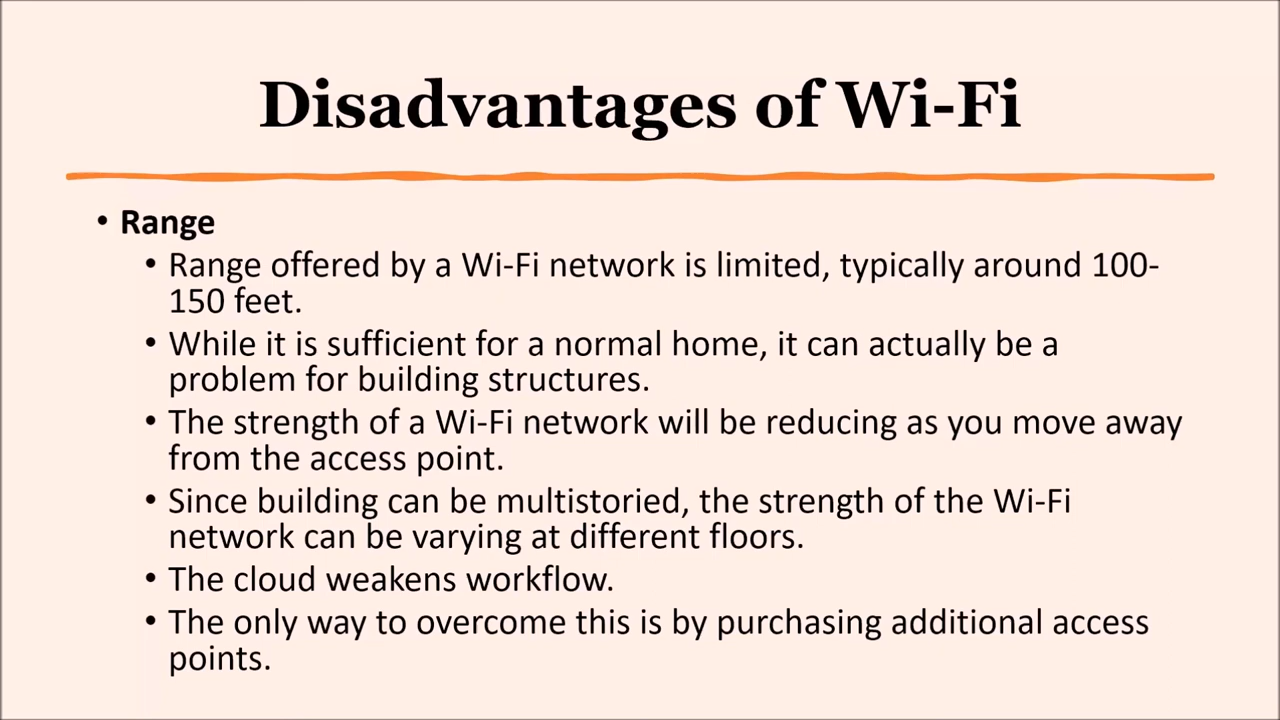 Disadvantages of Wi-Fi
• Range
• Range offered by a Wi-Fi network is limited, typically around 100-
150 feet.
• While it is sufficient for a normal home, it can actually be a
problem for building structures.
• The strength of a Wi-Fi network will be reducing as you move away
from the access point.
• Since building can be multistoried, the strength of the Wi-Fi
network can be varying at different floors.
• The cloud weakens workflow.
• The only way to overcome this is by purchasing additional access
points.